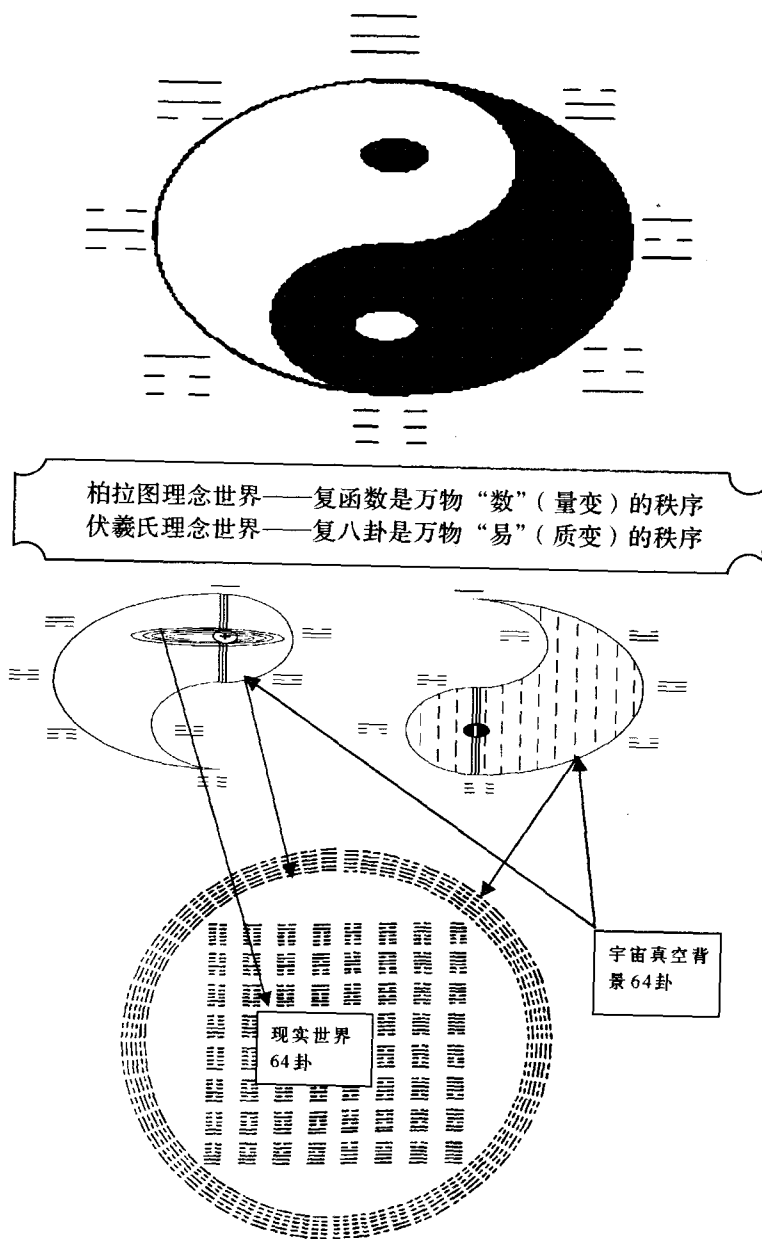 柏拉图理念世界——复函数是万物“数”（量变）的秩序
伏羲氏理念世界——复八卦是万物“易”（质变）的秩序
宇宙真空背
景64卦
现实世界
64卦